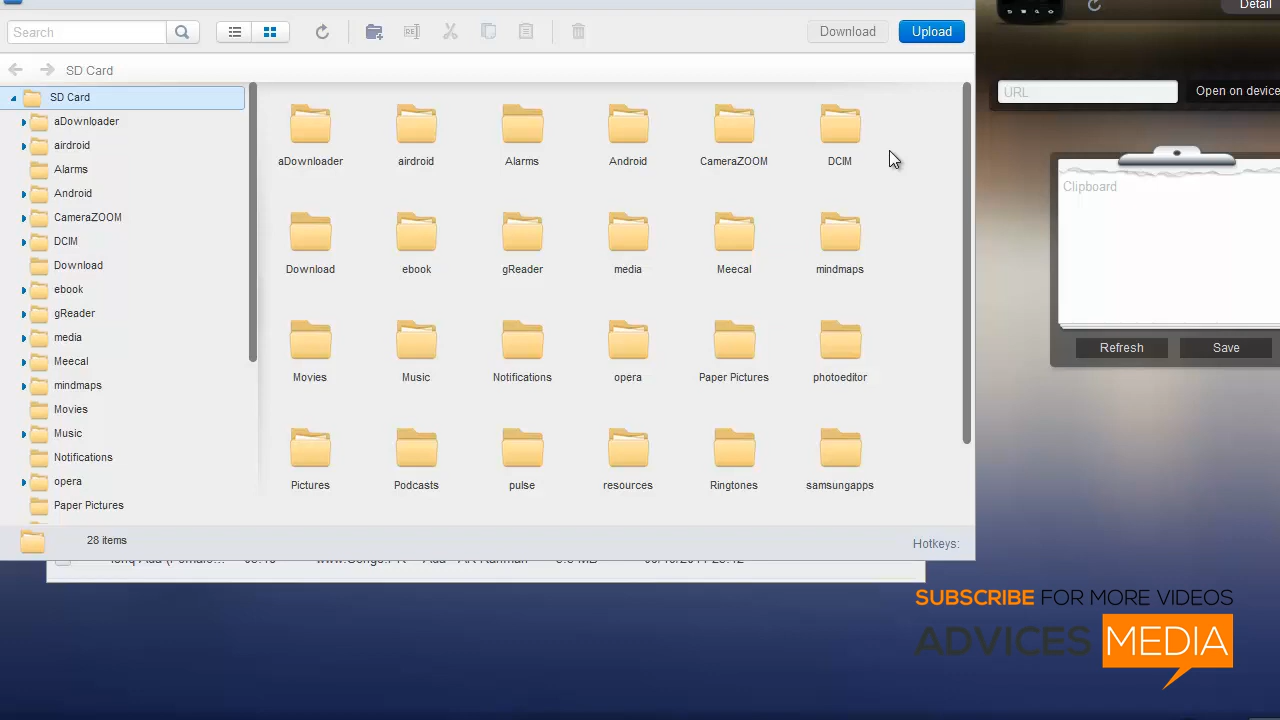 Detail
Search
Download
Upload
SD Card
URL
Open on device
SD Card
aDownloader
airdroid
Alarms
Android
CameraZOOM
DCIM
Download
ebook
gReader
media
Meecal
mindmaps
Movies
Music
Notifications
opera
Paper Pictures
aDownloader
airdroid
Alarms
Android
CameraZOOM
DCIM
Download
ebook
gReader
media
Meecal
mindmaps
Movies
Music
Notifications
opera
Paper Pictures
photoeditor
Pictures
Podcasts
pulse
resources
Ringtones
samsungapps
Clipboard
Refresh
Save
28 items
Hotkeys:
SUBSCRIBE FOR MORE VIDEOS
ADVICES MEDIA